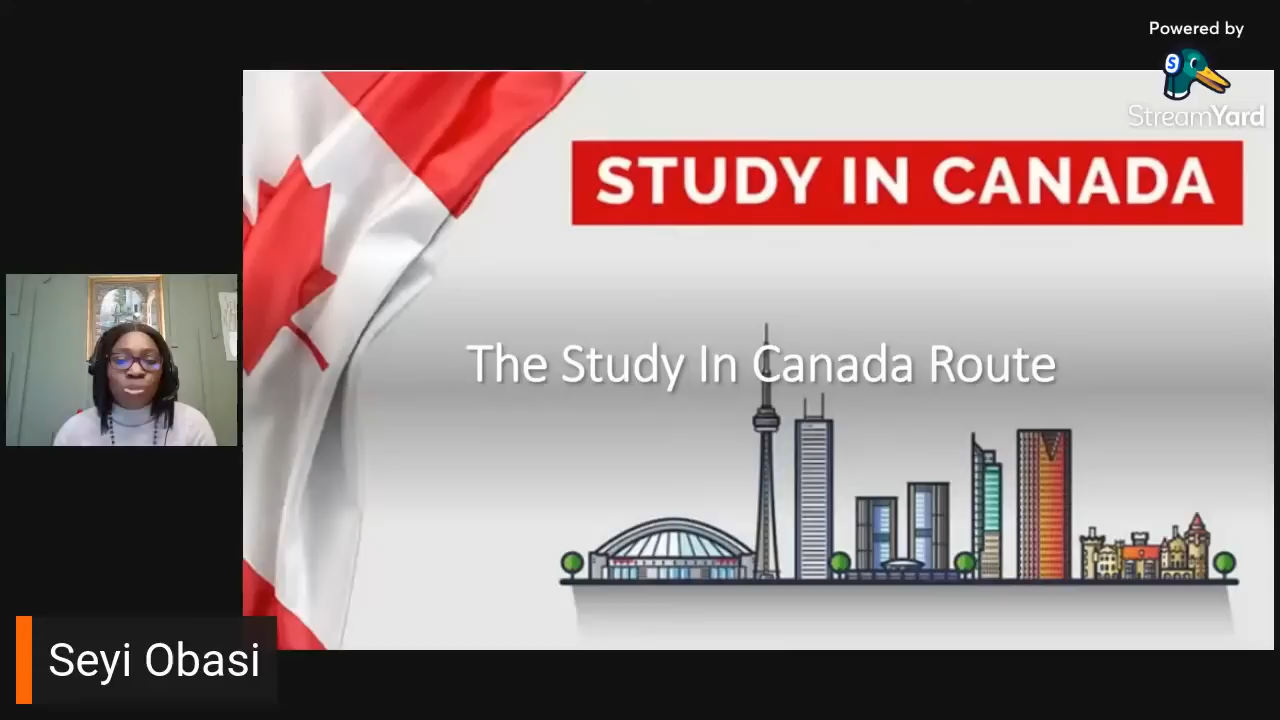 Powered by
StreamYard
STUDY IN CANADA
The Study In Canada Route
Seyi Obasi